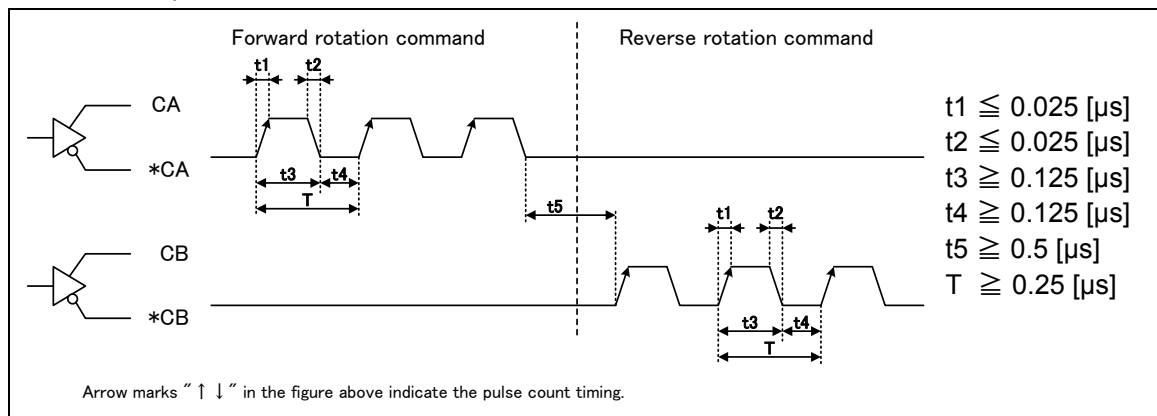 Forward rotation command
Reverse rotation command
t1
t2
CA
*CA
t3
t4
T
t5
t1
t2
CB
*CB
t3
t4
T
t1 ≦ 0.025 [μs]
t2 ≦ 0.025 [μs]
t3 ≧ 0.125 [μs]
t4 ≧ 0.125 [μs]
t5 ≧ 0.5 [μs]
T ≧ 0.25 [μs]
Arrow marks "↑ ↓" in the figure above indicate the pulse count timing.